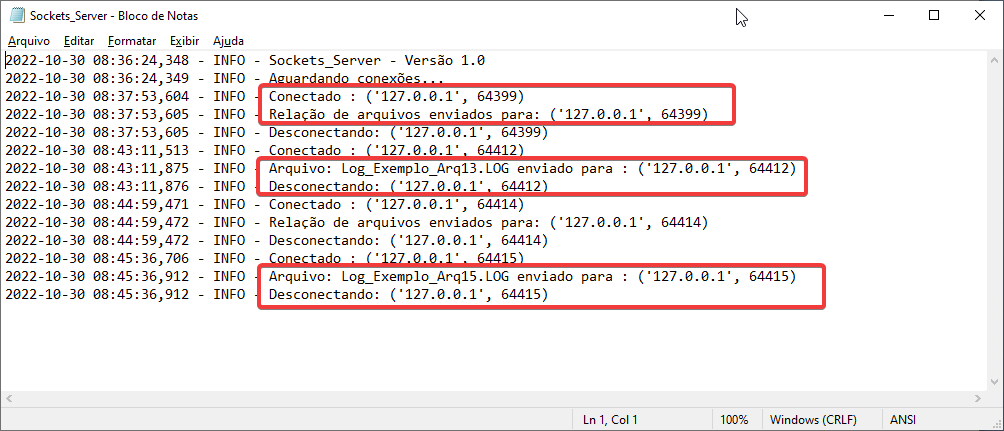 Sockets_Server - Bloco de Notas
Arquivo Editar Formatar Exibir Ajuda
2022-10-30 08:36:24,348 - INFO - Sockets_Server - Versão 1.0
2022-10-30 08:36:24,349 - INFO - Aguardando conexões...
2022-10-30 08:37:53,604 - INFO - Conectado : ('127.0.0.1', 64399)
2022-10-30 08:37:53,605 - INFO - Relação de arquivos enviados para: ('127.0.0.1', 64399)
2022-10-30 08:37:53,605 - INFO - Desconectando: ('127.0.0.1', 64399)
2022-10-30 08:43:11,513 - INFO - Conectado : ('127.0.0.1', 64412)
2022-10-30 08:43:11,875 - INFO - Arquivo: Log_Exemplo_Arq13.LOG enviado para : ('127.0.0.1', 64412)
2022-10-30 08:43:11,876 - INFO - Desconectando: ('127.0.0.1', 64412)
2022-10-30 08:44:59,471 - INFO - Conectado : ('127.0.0.1', 64414)
2022-10-30 08:44:59,472 - INFO - Relação de arquivos enviados para: ('127.0.0.1', 64414)
2022-10-30 08:44:59,472 - INFO - Desconectando: ('127.0.0.1', 64414)
2022-10-30 08:45:36,706 - INFO - Conectado : ('127.0.0.1', 64415)
2022-10-30 08:45:36,912 - INFO - Arquivo: Log_Exemplo_Arq15.LOG enviado para : ('127.0.0.1', 64415)
2022-10-30 08:45:36,912 - INFO - Desconectando: ('127.0.0.1', 64415)
Ln 1, Col 1 100% Windows (CRLF) ANSI